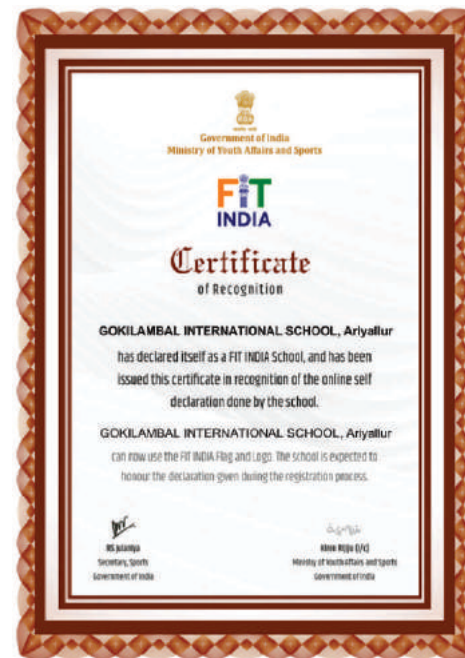 Government of India
Ministry of Youth Affairs and Sports
FIT
INDIA
Certificate
of Recognition
GOKILAMBAL INTERNATIONAL SCHOOL, Ariyallur
has declared itself as a FIT INDIA School, and has been
issued this certificate in recognition of the online self
declaration done by the school.
GOKILAMBAL INTERNATIONAL SCHOOL, Ariyallur
can now use the FIT INDIA Flag and Logo. The school is expected to
honour the declaration given during the registration process.
RS Julaniya
Secretary, Sports
Government of India
Kiren Rijiju (I/c)
Ministry of Youth Affairs and Sports
Government of India